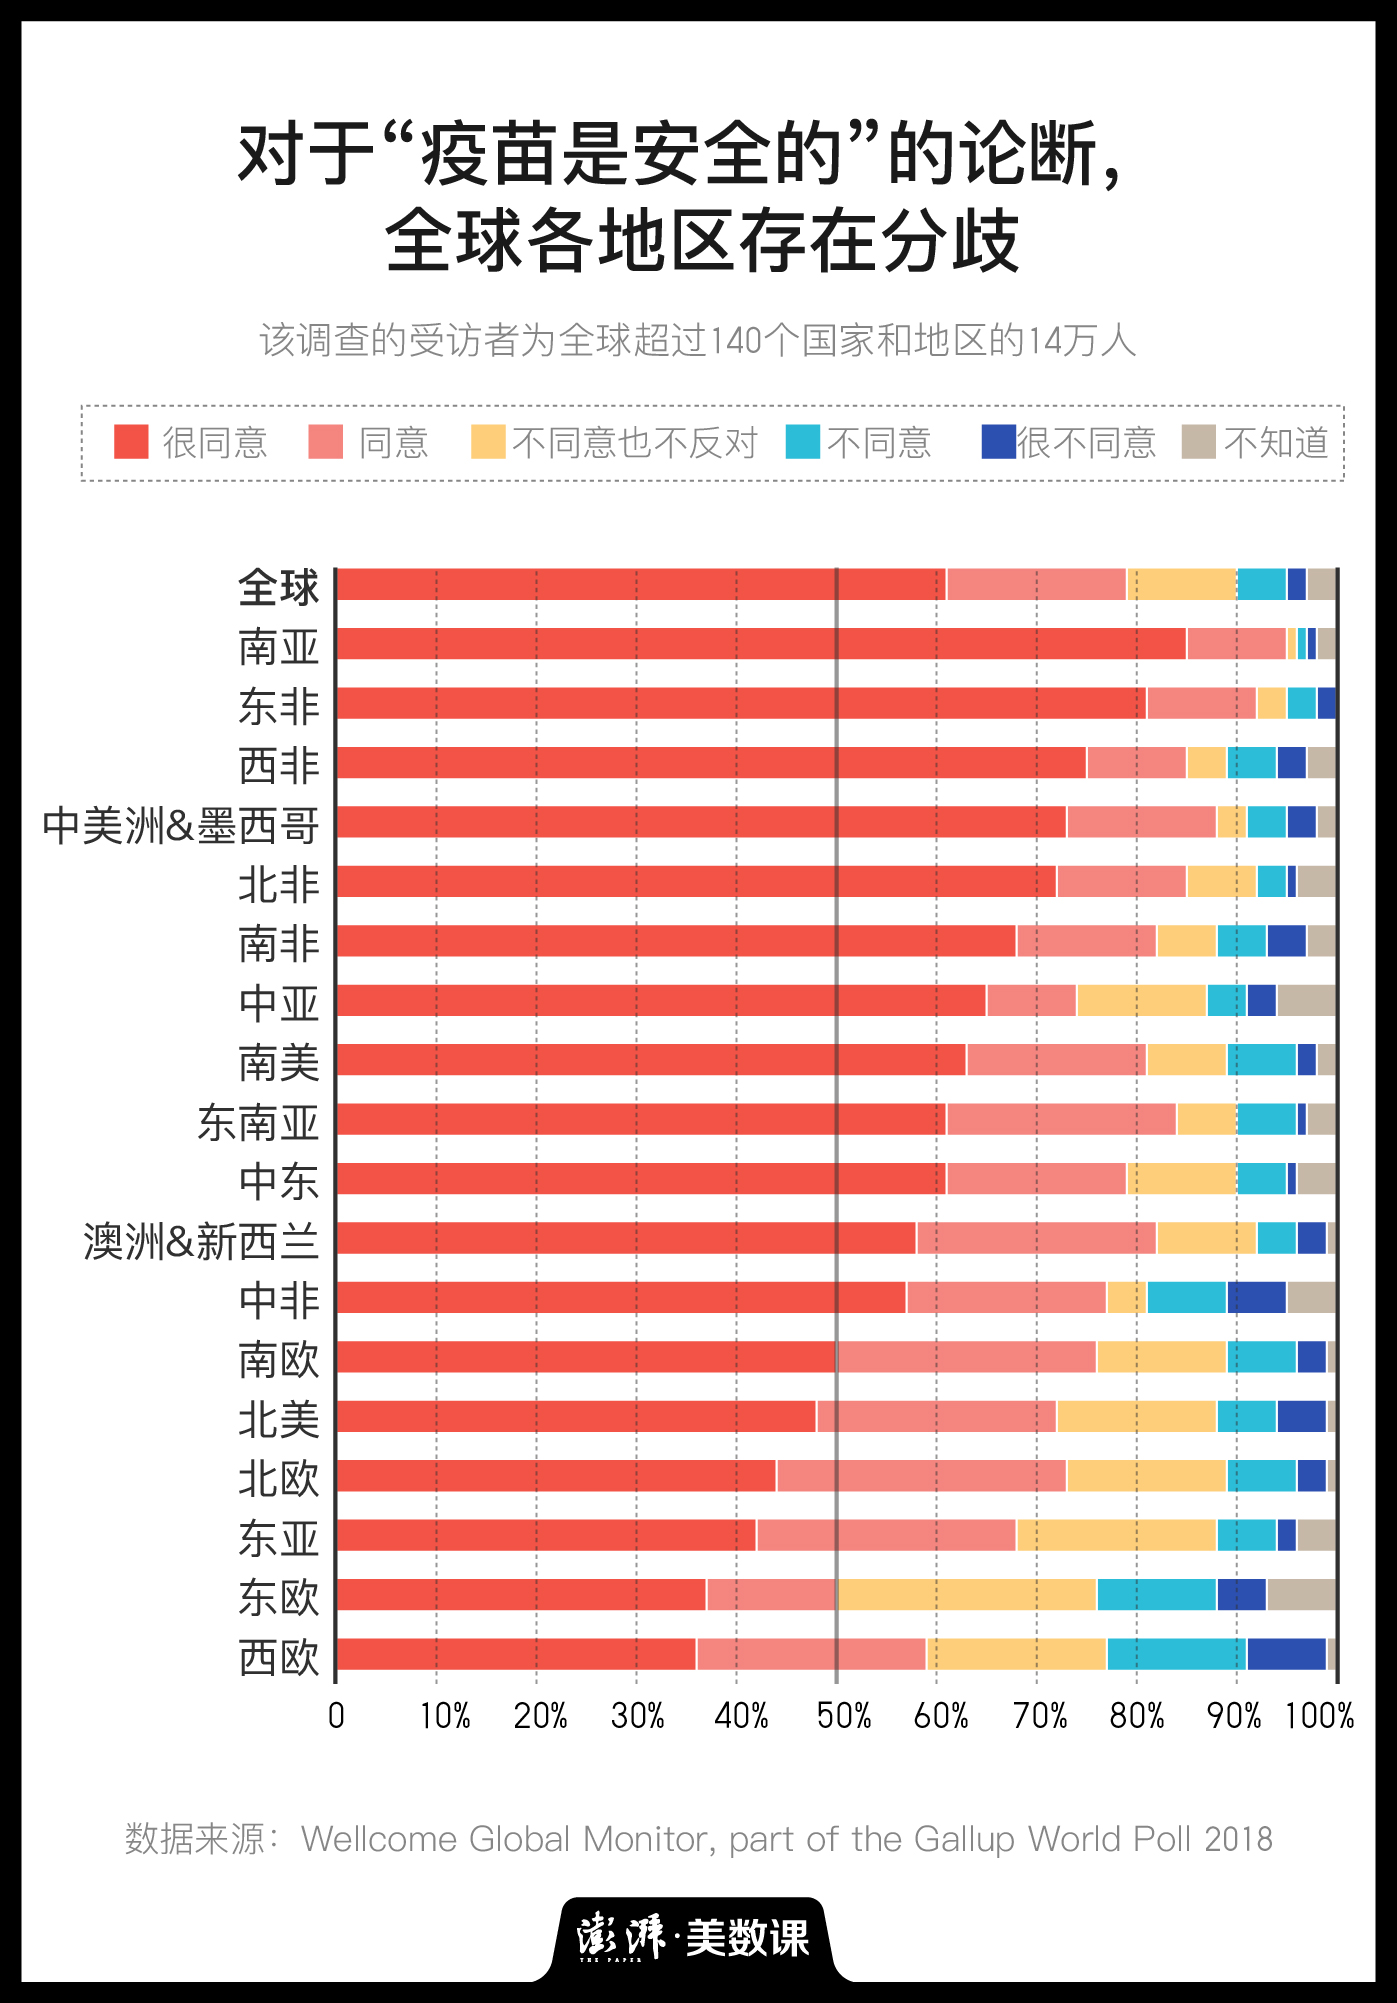 对于“疫苗是安全的”的论断，
全球各地区存在分歧
该调查的受访者为全球超过140个国家和地区的14万人
很同意 同意 不同意也不反对 不同意 很不同意 不知道
全球
南亚
东非
西非
中美洲&墨西哥
北非
南非
中亚
南美
东南亚
中东
澳洲&新西兰
中非
南欧
北美
北欧
东亚
东欧
西欧
0 10% 20% 30% 40% 50% 60% 70% 80% 90% 100%
数据来源：Wellcome Global Monitor, part of the Gallup World Poll 2018
澎湃·美数课
THE PAPER